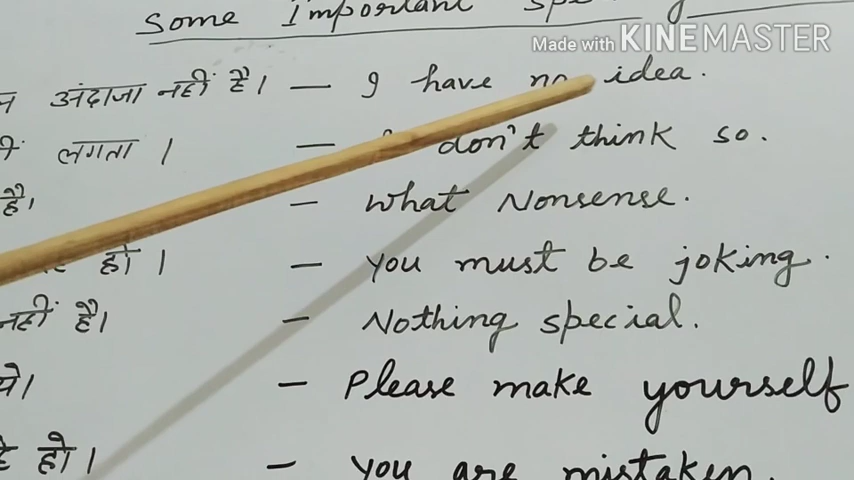 Some Important
Made with KINEMASTER
अंदाजा नहीं है। — I have no idea.
लगता । — don't think so.
है। — What Nonsense.
हो। — You must be joking.
नहीं है। — Nothing special.
— Please make yourself
हो। — You are mistaken.